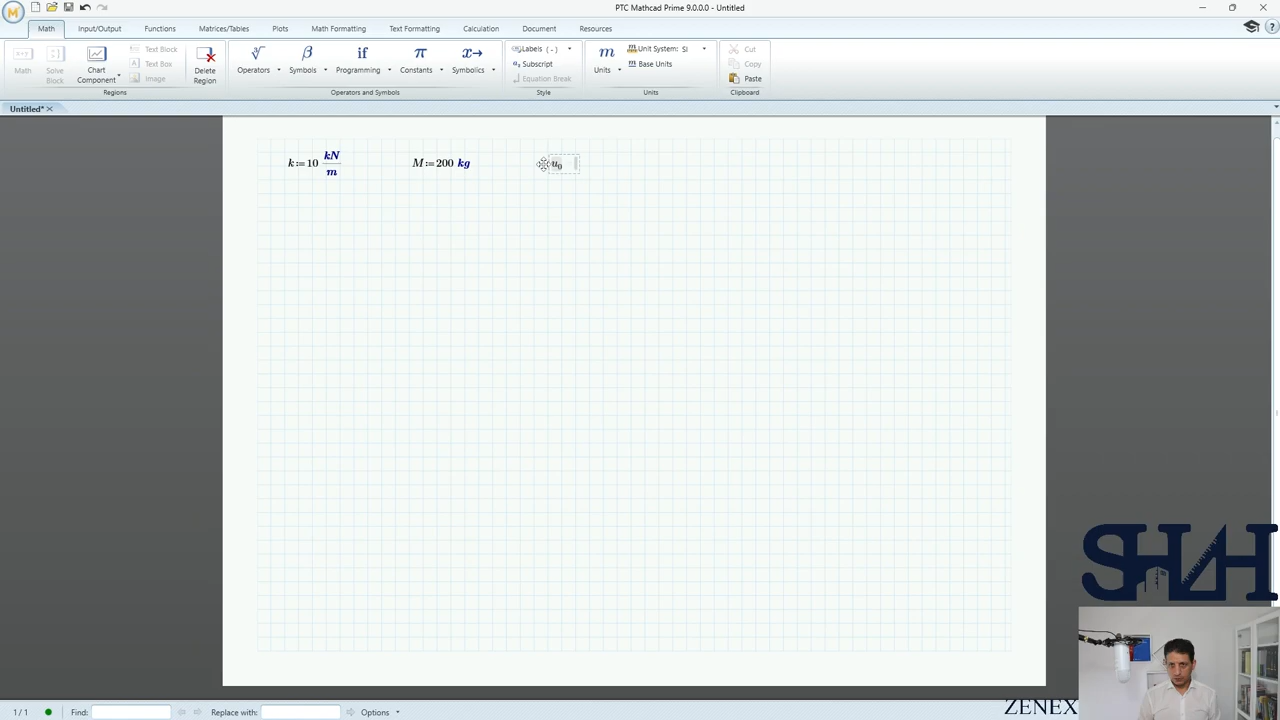 PTC Mathcad Prime 9.0.0.0 - Untitled
Math Input/Output Functions Matrices/Tables Plots Math Formatting Text Formatting Calculation Document Resources
Math Solve Block Chart Component Text Block Text Box Image Delete Region
Operators Symbols Programming Constants Symbolics
Labels (-) Subscript Equation Break
Units Unit System: SI Base Units
Cut Copy Paste
Regions Operators and Symbols Style Units Clipboard
Untitled*
k:=10 kN/m M:=200 kg u₀
SHZH
1 / 1 Find: Replace with: Options
ZENEX